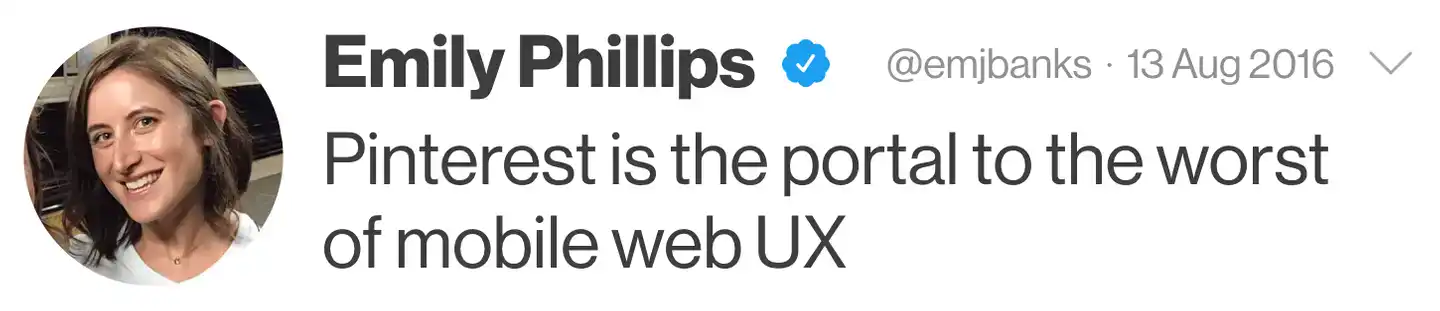 Emily Phillips @emjbanks · 13 Aug 2016
Pinterest is the portal to the worst
of mobile web UX